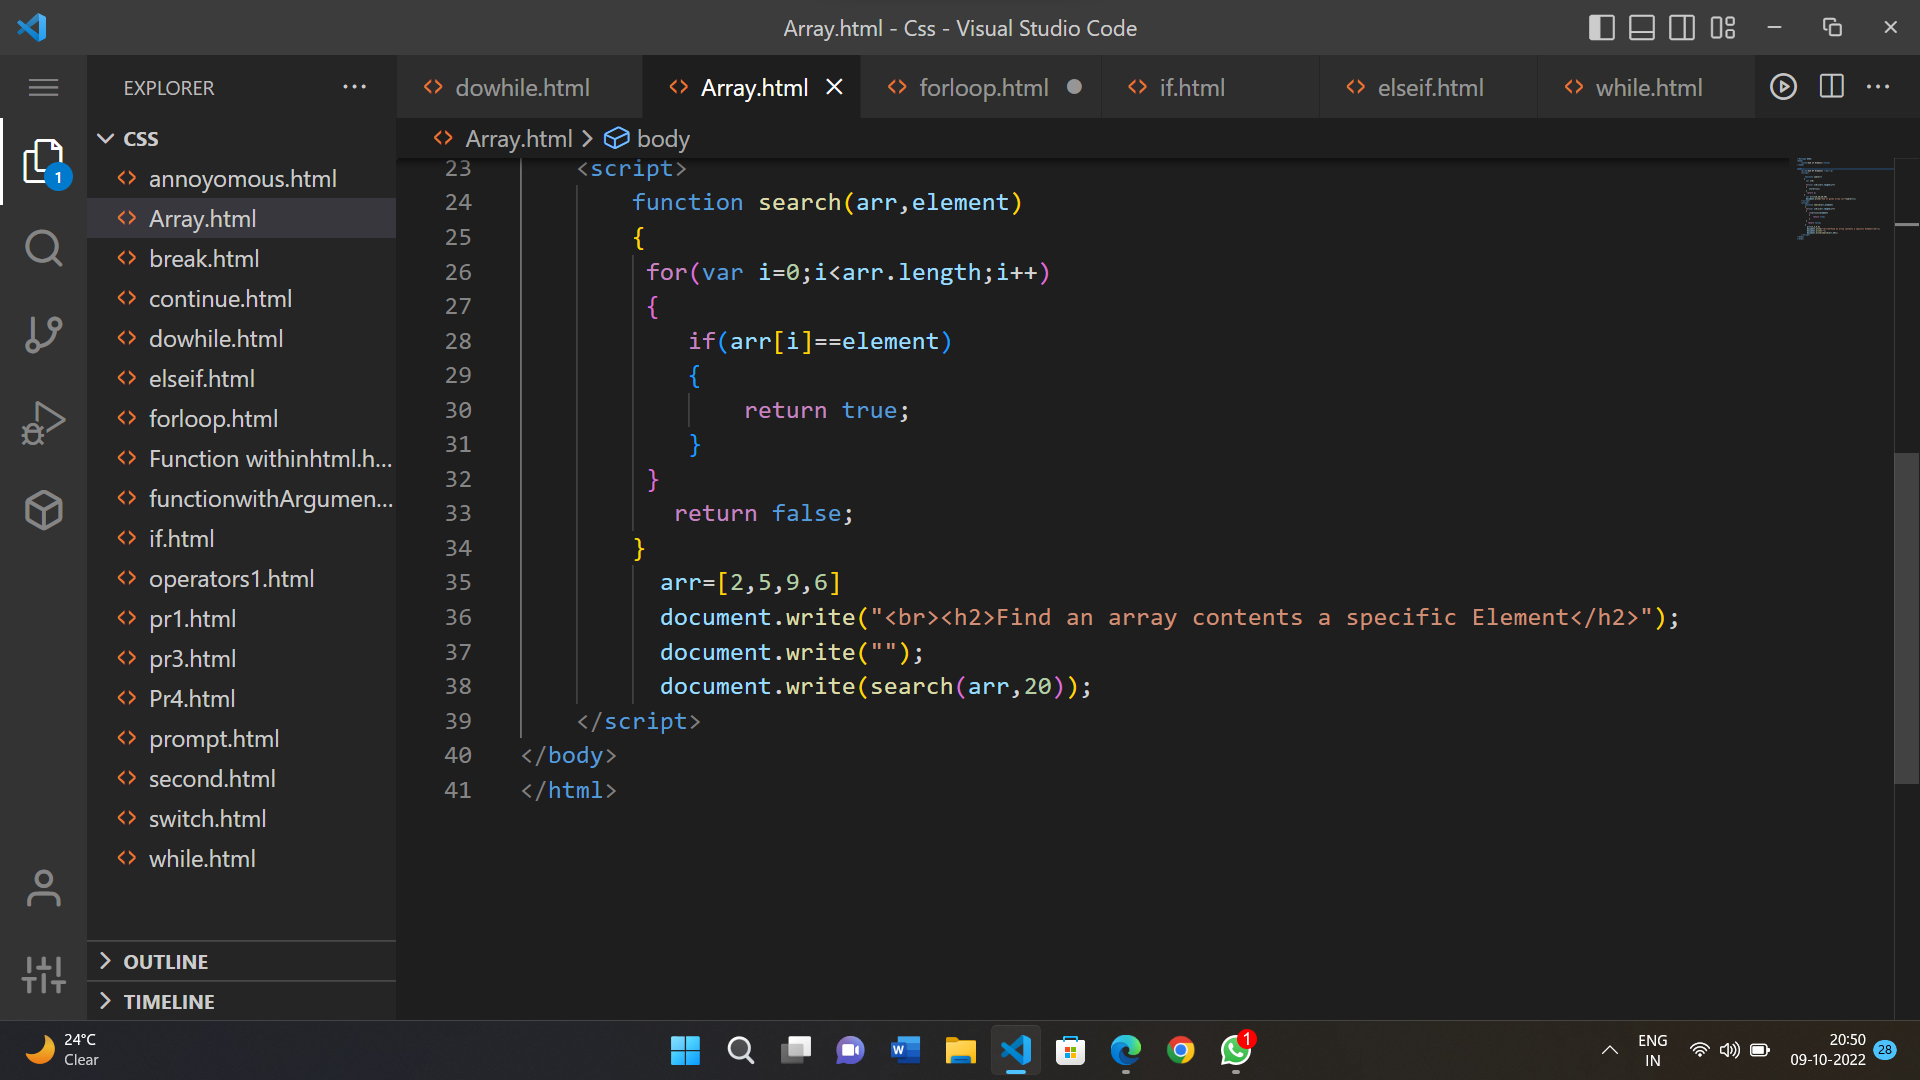 Array.html - Css - Visual Studio Code
EXPLORER
dowhile.html
Array.html
forloop.html
if.html
elseif.html
while.html
CSS
Array.html > body
1
annoyomous.html
Array.html
break.html
continue.html
dowhile.html
elseif.html
forloop.html
Function withinhtml.h...
functionwithArgumen...
if.html
operators1.html
pr1.html
pr3.html
Pr4.html
prompt.html
second.html
switch.html
while.html
OUTLINE
TIMELINE
23 <script>
24 function search(arr,element)
25 {
26 for(var i=0;i<arr.length;i++)
27 {
28 if(arr[i]==element)
29 {
30 return true;
31 }
32 }
33 return false;
34 }
35 arr=[2,5,9,6]
36 document.write("<br><h2>Find an array contents a specific Element</h2>");
37 document.write("");
38 document.write(search(arr,20));
39 </script>
40 </body>
41 </html>
24°C
Clear
1
ENG
IN
20:50
09-10-2022
28